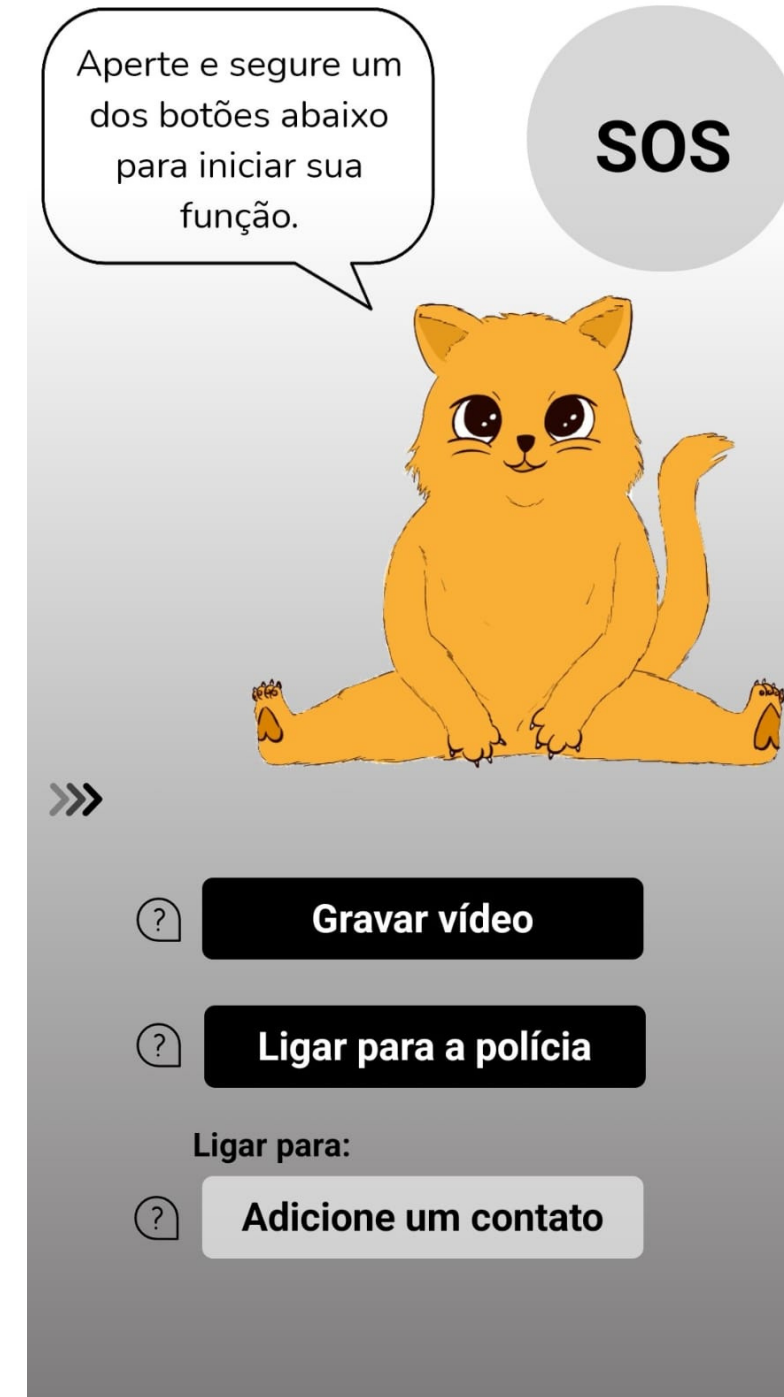 Aperte e segure um
dos botões abaixo
para iniciar sua
função.
SOS
?
Gravar vídeo
?
Ligar para a polícia
Ligar para:
?
Adicione um contato